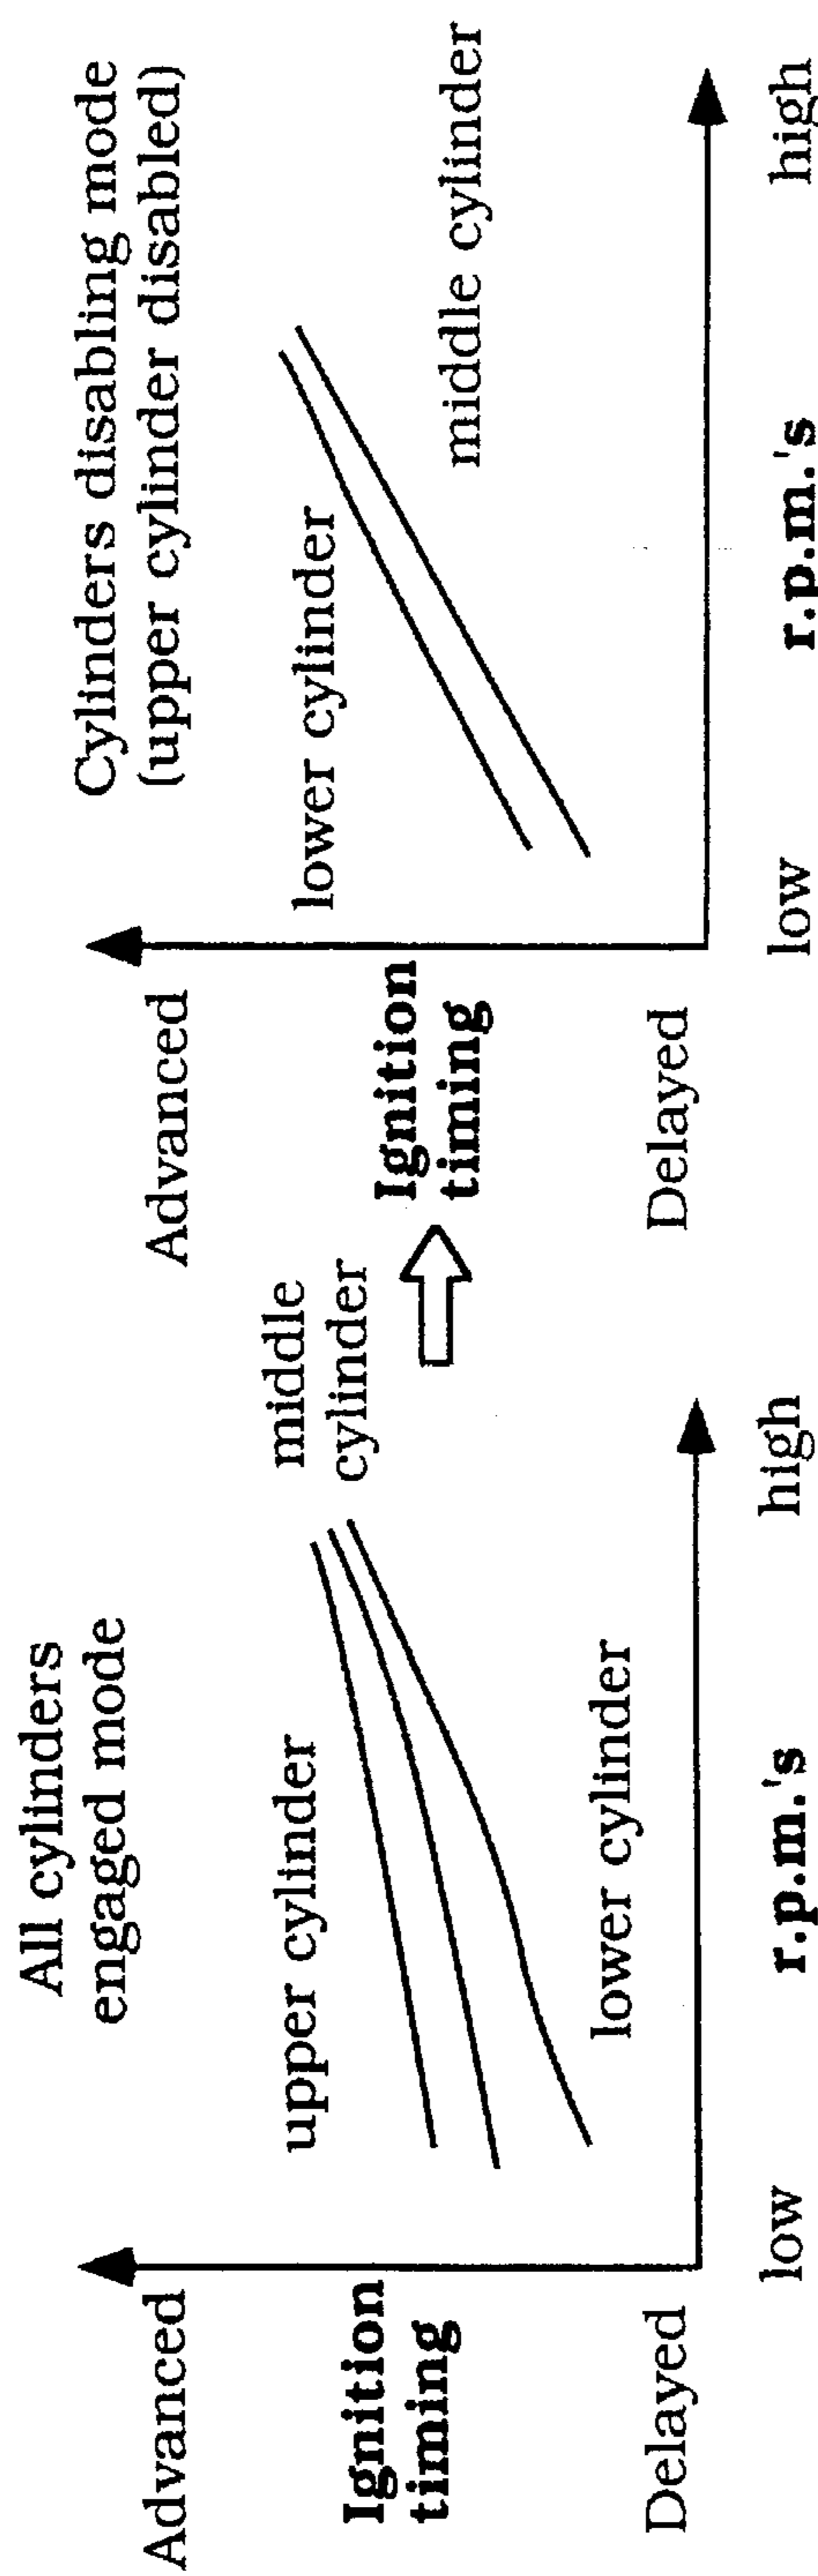 All cylinders
engaged mode
Advanced
Ignition
timing
Delayed
upper cylinder
middle
cylinder
lower cylinder
low
r.p.m.'s
high
Cylinders disabling mode
(upper cylinder disabled)
Advanced
Ignition
timing
Delayed
lower cylinder
middle cylinder
low
r.p.m.'s
high